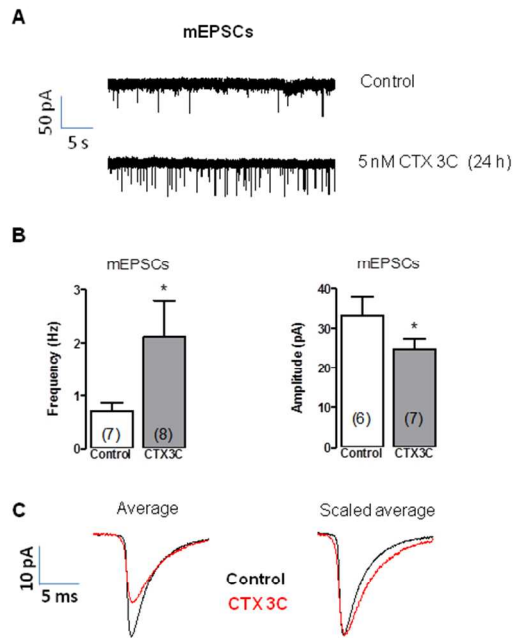 A
mEPSCs
Control
50 pA
5 s
5 nM CTX 3C (24 h)
B
mEPSCs
*
Frequency (Hz)
3
2
1
0
(7)
(8)
Control
CTX3C
mEPSCs
*
Amplitude (pA)
40
30
20
10
0
(6)
(7)
Control
CTX3C
C
Average
Scaled average
10 pA
5 ms
Control
CTX 3C